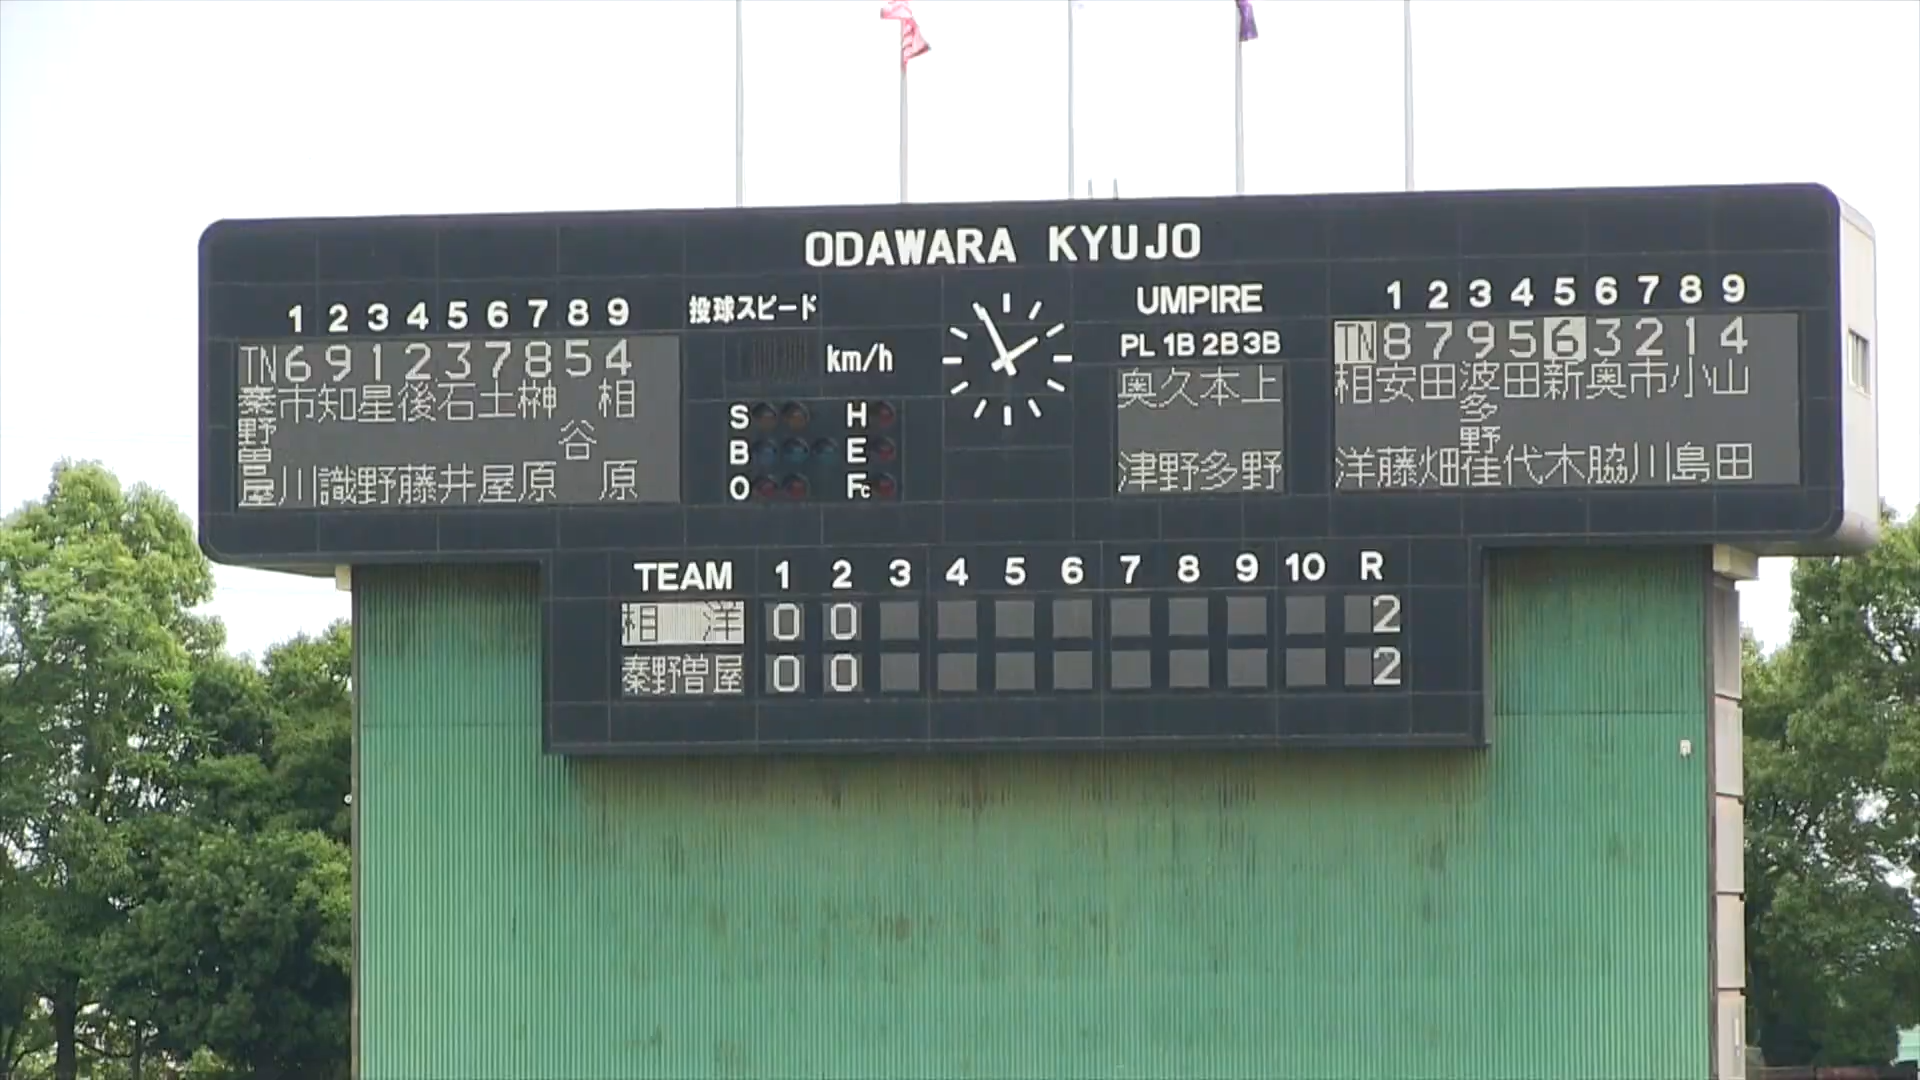 ODAWARA KYUJO
1 2 3 4 5 6 7 8 9
TN 6 9 1 2 3 7 8 5 4
秦野曽屋 市川 知識 星野 後藤 石井 土屋 榊原 谷 相原
投球スピード
km/h
S H
B E
O Fc
UMPIRE
PL 1B 2B 3B
奥津 久野 本多 上野
1 2 3 4 5 6 7 8 9
TN 8 7 9 5 6 3 2 1 4
相洋 安藤 田畑 波多野佳 田代 新木 奥脇 市川 小島 山田
TEAM 1 2 3 4 5 6 7 8 9 10 R
相洋 0 0 2
秦野曽屋 0 0 2